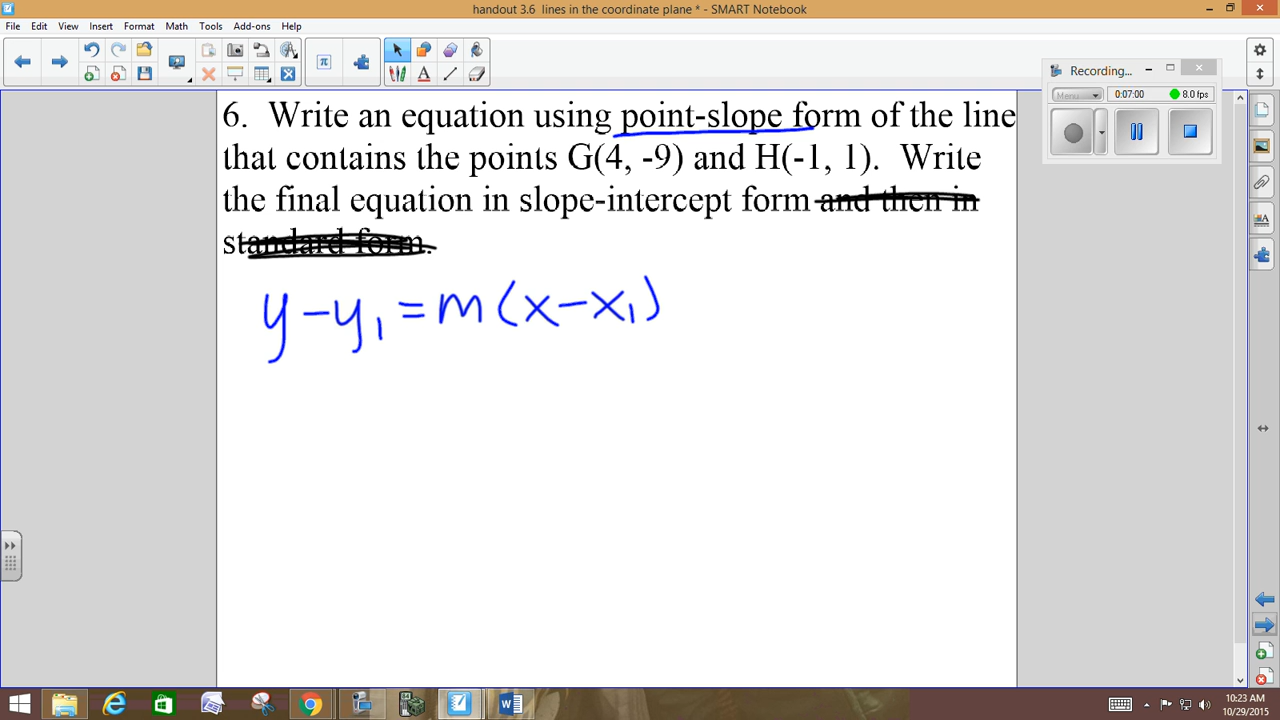 handout 3.6 lines in the coordinate plane * - SMART Notebook
File Edit View Insert Format Math Tools Add-ons Help
Recording...
Menu 0:07:00 8.0 fps
6. Write an equation using point-slope form of the line
that contains the points G(4, -9) and H(-1, 1). Write
the final equation in slope-intercept form and then in
standard form.
y - y₁ = m(x - x₁)
10:23 AM
10/29/2015